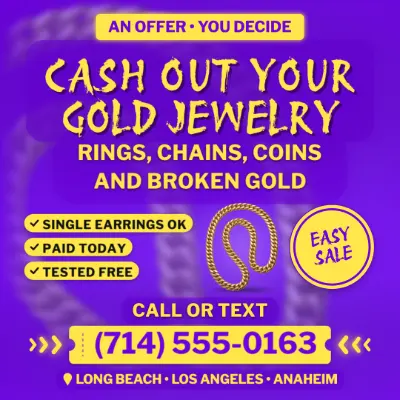 AN OFFER • YOU DECIDE
CASH OUT YOUR
GOLD JEWELRY
RINGS, CHAINS, COINS
AND BROKEN GOLD
✓ SINGLE EARRINGS OK
✓ PAID TODAY
✓ TESTED FREE
EASY
SALE
CALL OR TEXT
(714) 555-0163
LONG BEACH • LOS ANGELES • ANAHEIM